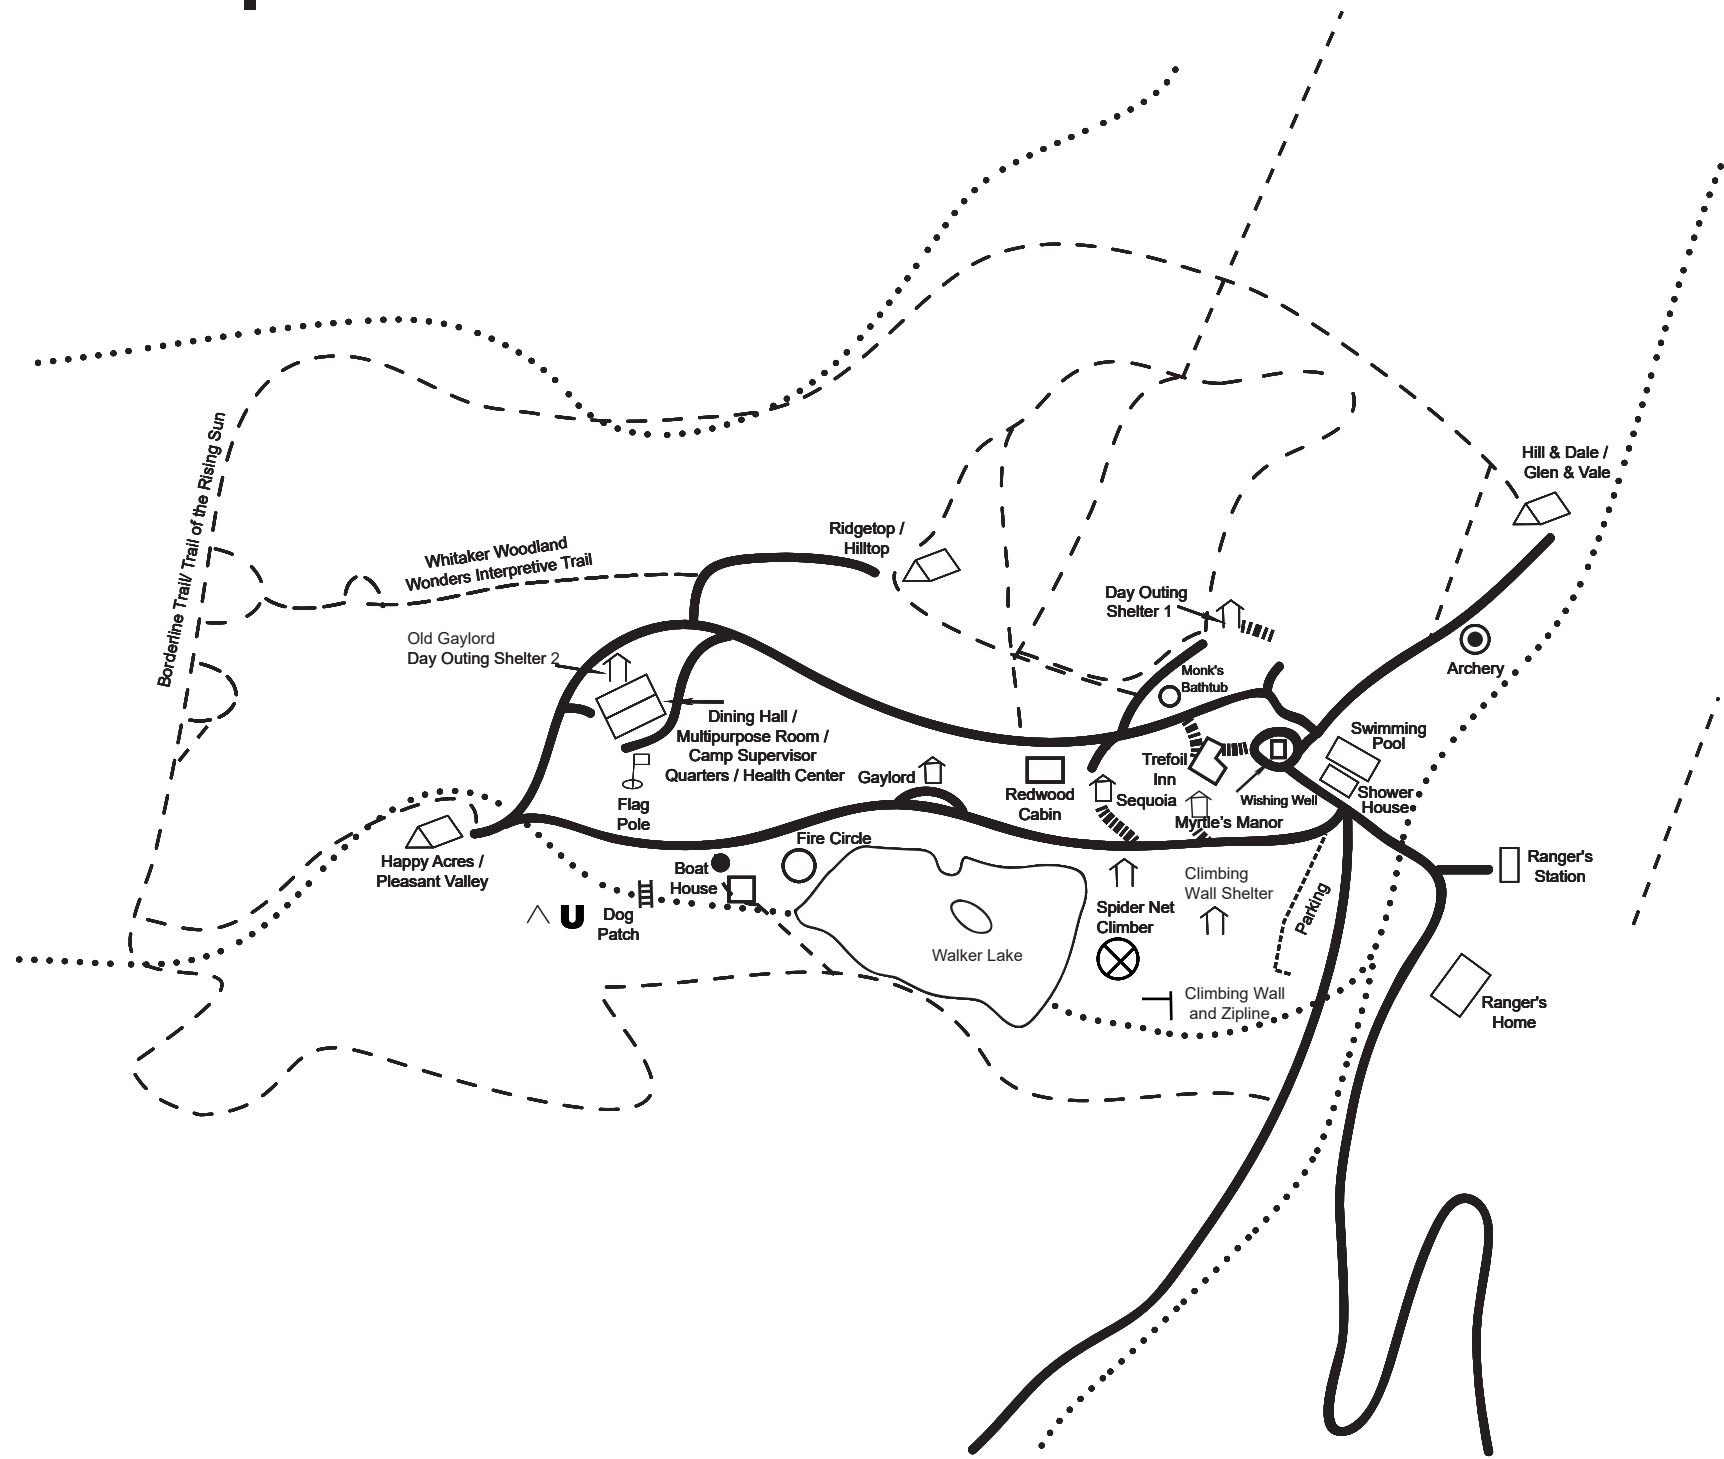 Hill & Dale /
Glen & Vale
Borderline Trail/ Trail of the Rising Sun
Ridgetop /
Hilltop
Whitaker Woodland
Wonders Interpretive Trail
Day Outing
Shelter 1
Old Gaylord
Day Outing Shelter 2
Archery
Monk's
Bathtub
Dining Hall /
Multipurpose Room /
Camp Supervisor
Quarters / Health Center
Swimming
Pool
Trefoil
Inn
Gaylord
Redwood
Cabin
Sequoia
Wishing Well
Shower
House
Flag
Pole
Myrtle's Manor
Fire Circle
Happy Acres /
Pleasant Valley
Boat
House
Ranger's
Station
Climbing
Wall Shelter
Parking
Spider Net
Climber
U
Dog
Patch
Walker Lake
Climbing Wall
and Zipline
Ranger's
Home